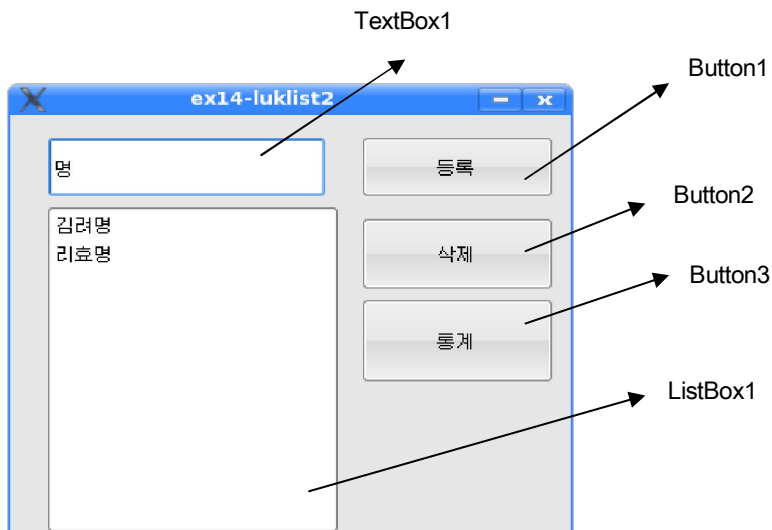 TextBox1
Button1
ex14-luklist2
명
등록
Button2
김려명
리효명
삭제
Button3
통계
ListBox1